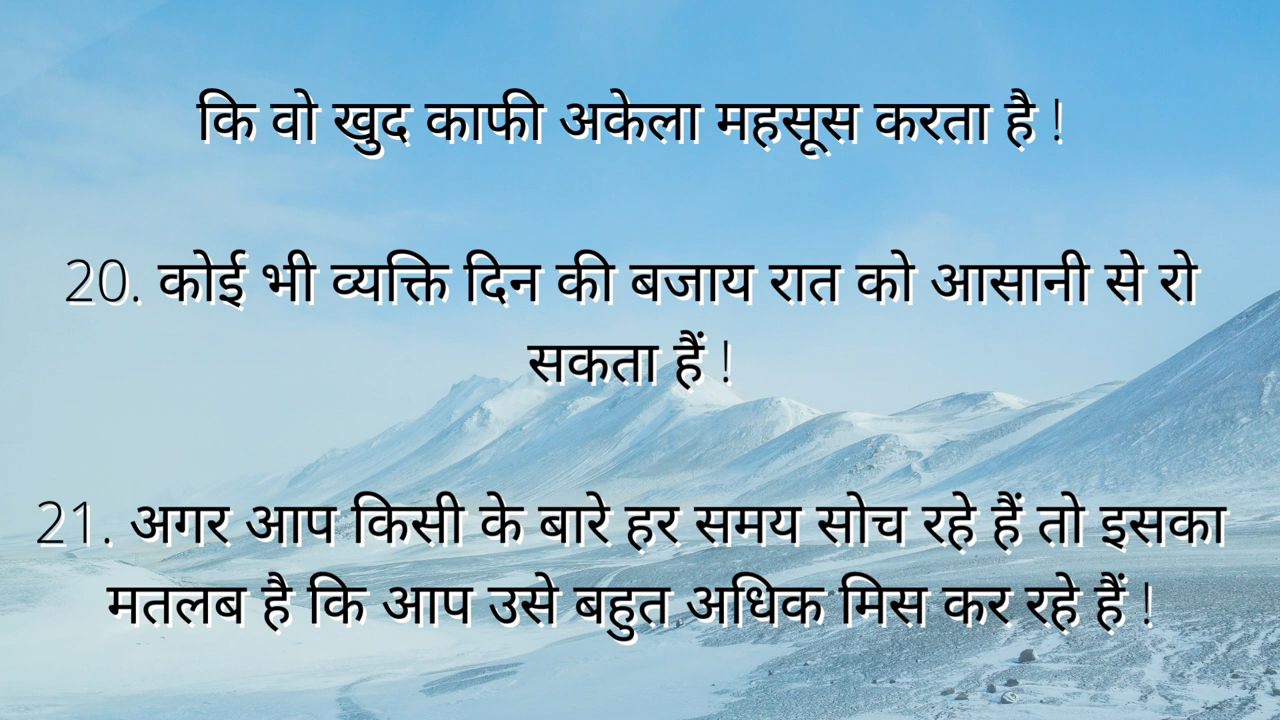 कि वो खुद काफी अकेला महसूस करता है !
20. कोई भी व्यक्ति दिन की बजाय रात को आसानी से रो
सकता हैं !
21. अगर आप किसी के बारे हर समय सोच रहे हैं तो इसका
मतलब है कि आप उसे बहुत अधिक मिस कर रहे हैं !